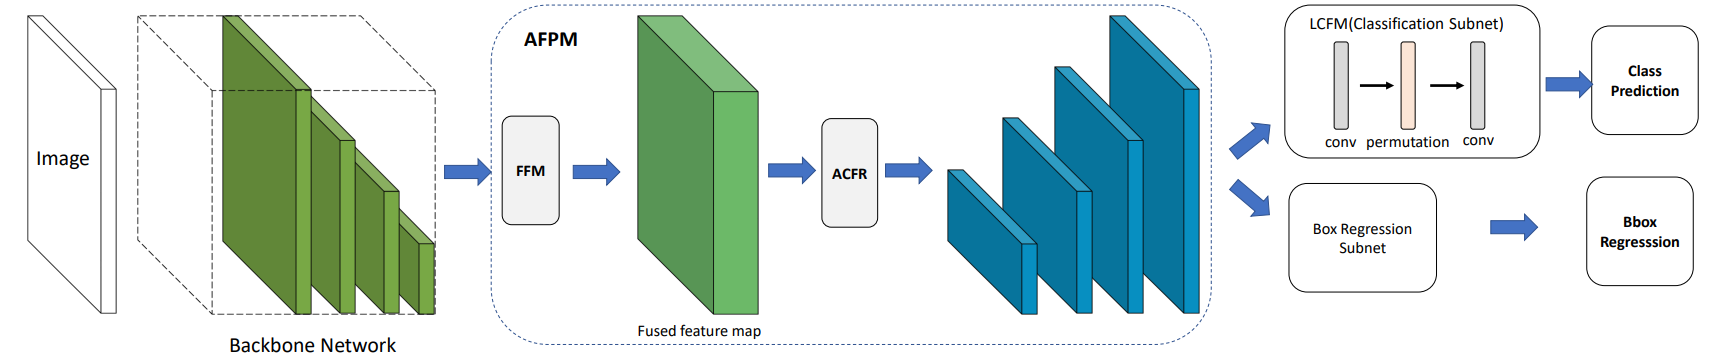 Image
Backbone Network
AFPM
FFM
Fused feature map
ACFR
LCFM(Classification Subnet)
conv
permutation
conv
Class
Prediction
Box Regression
Subnet
Bbox
Regresssion